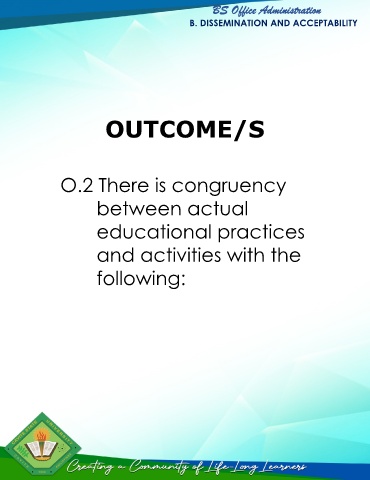 BS Office Administration
B. DISSEMINATION AND ACCEPTABILITY
OUTCOME/S
O.2 There is congruency
between actual
educational practices
and activities with the
following:
Creating a Community of Life Long Learners